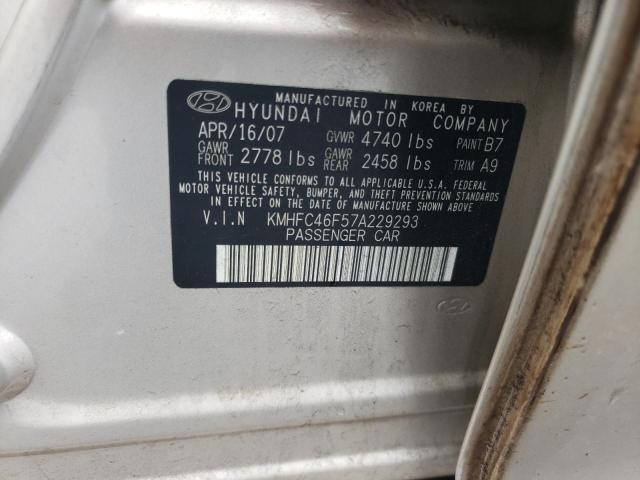 MANUFACTURED IN KOREA BY
HYUNDAI MOTOR COMPANY
APR/16/07 GVWR 4740 lbs PAINT B7
GAWR FRONT 2778 lbs GAWR REAR 2458 lbs TRIM A9
THIS VEHICLE CONFORMS TO ALL APPLICABLE U.S.A. FEDERAL
MOTOR VEHICLE SAFETY, BUMPER, AND THEFT PREVENTION STANDARDS
IN EFFECT ON THE DATE OF MANUFACTURE SHOWN ABOVE.
V.I.N KMHFC46F57A229293
PASSENGER CAR